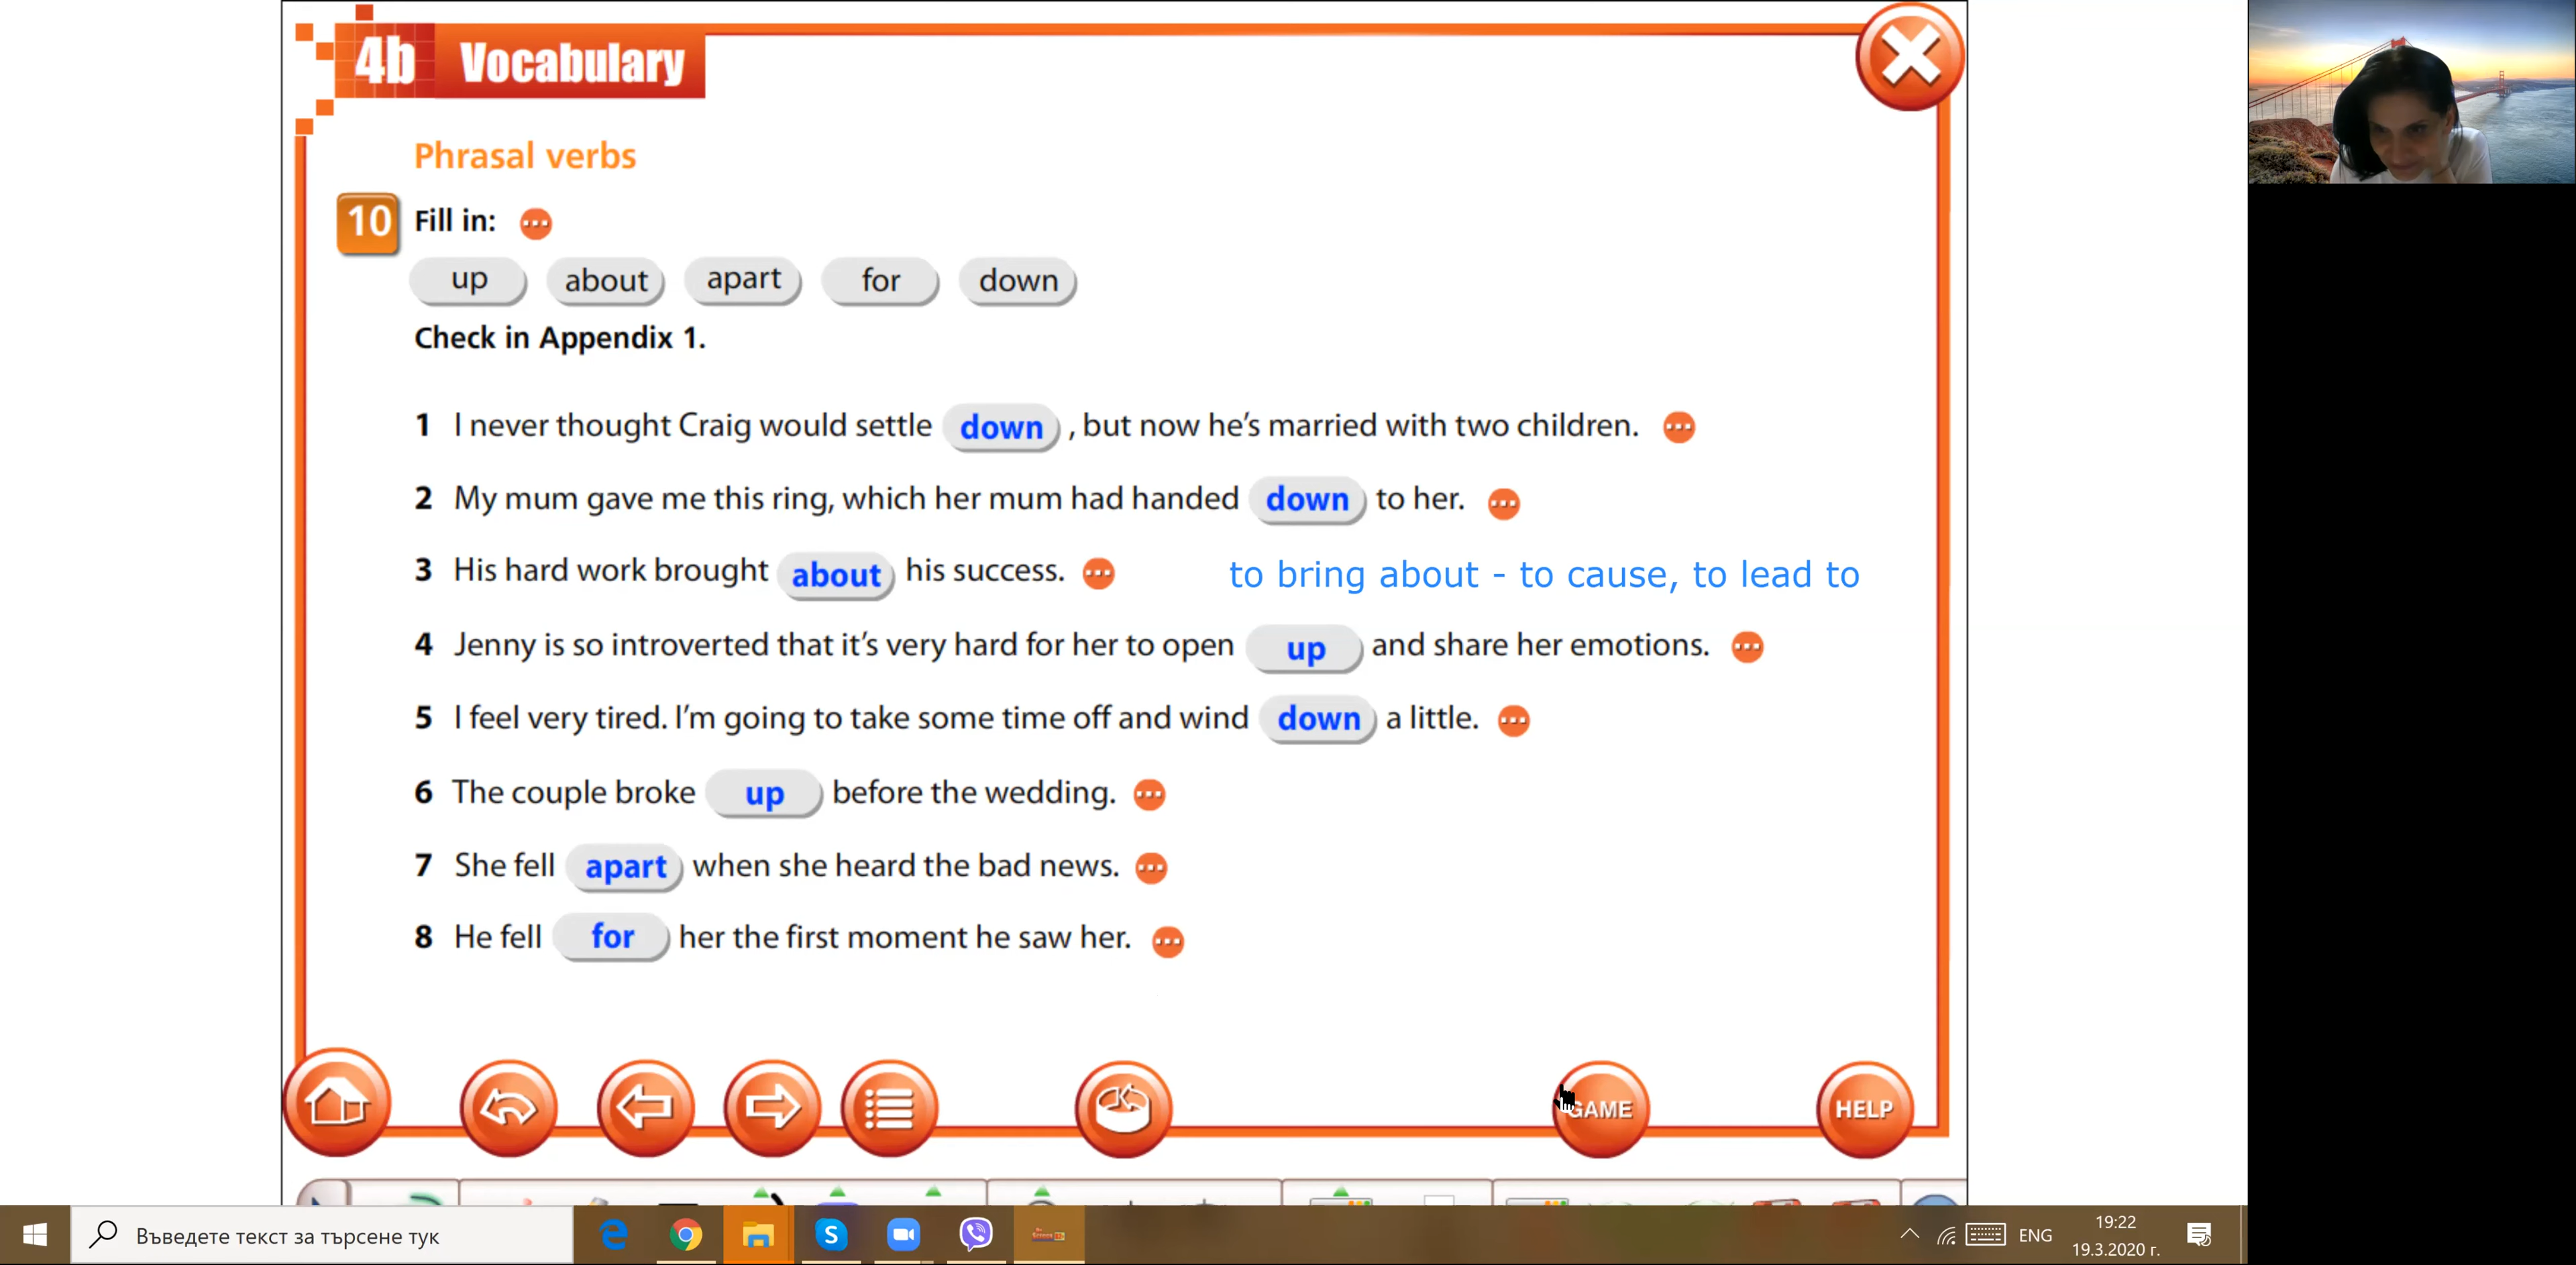 4b Vocabulary
Phrasal verbs
10 Fill in:
up about apart for down
Check in Appendix 1.
1 I never thought Craig would settle down , but now he's married with two children.
2 My mum gave me this ring, which her mum had handed down to her.
3 His hard work brought about his success. to bring about - to cause, to lead to
4 Jenny is so introverted that it's very hard for her to open up and share her emotions.
5 I feel very tired. I'm going to take some time off and wind down a little.
6 The couple broke up before the wedding.
7 She fell apart when she heard the bad news.
8 He fell for her the first moment he saw her.
GAME HELP
Въведете текст за търсене тук
ENG
19:22
19.3.2020 г.